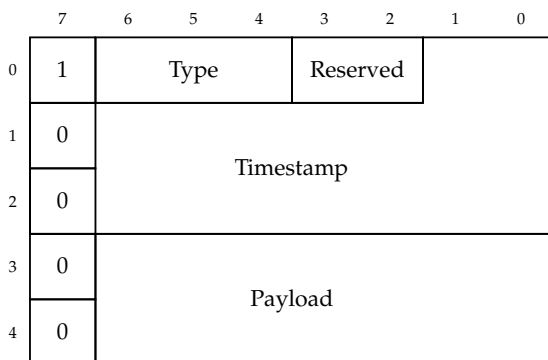 7 6 5 4 3 2 1 0
0 1 Type Reserved
1 0
Timestamp
2 0
3 0
Payload
4 0